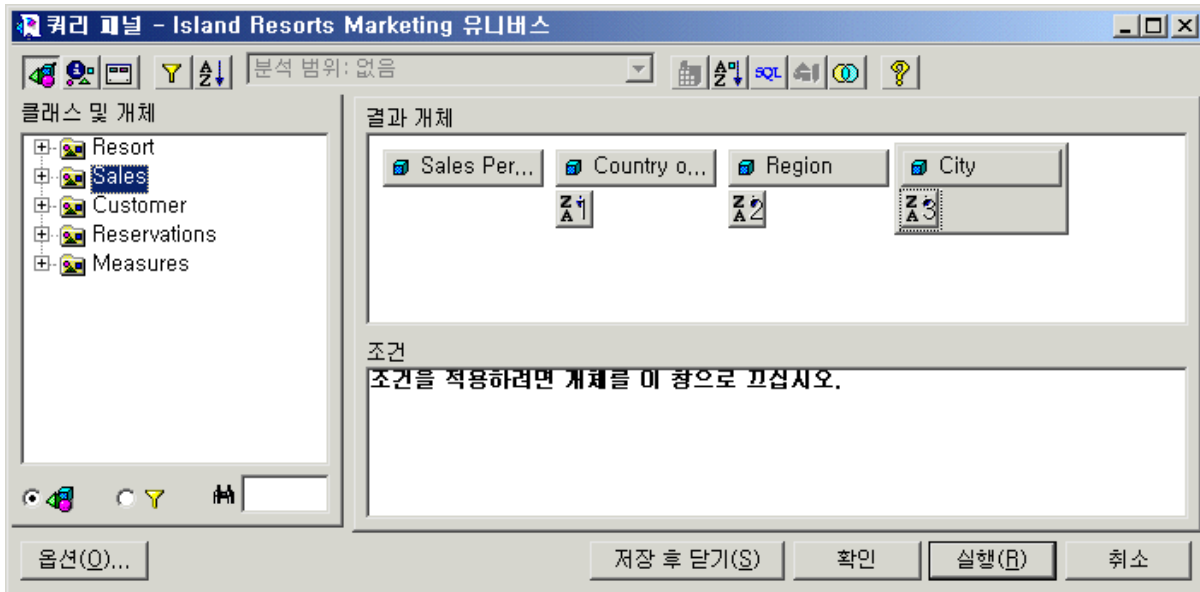 쿼리 패널 - Island Resorts Marketing 유니버스
분석 범위: 없음
SQL
클래스 및 개체
Resort
Sales
Customer
Reservations
Measures
결과 개체
Sales Per... Country o... Region City
Z A 1 Z A 2 Z A 3
조건
조건을 적용하려면 개체를 이 창으로 끄십시오.
옵션(O)... 저장 후 닫기(S) 확인 실행(R) 취소